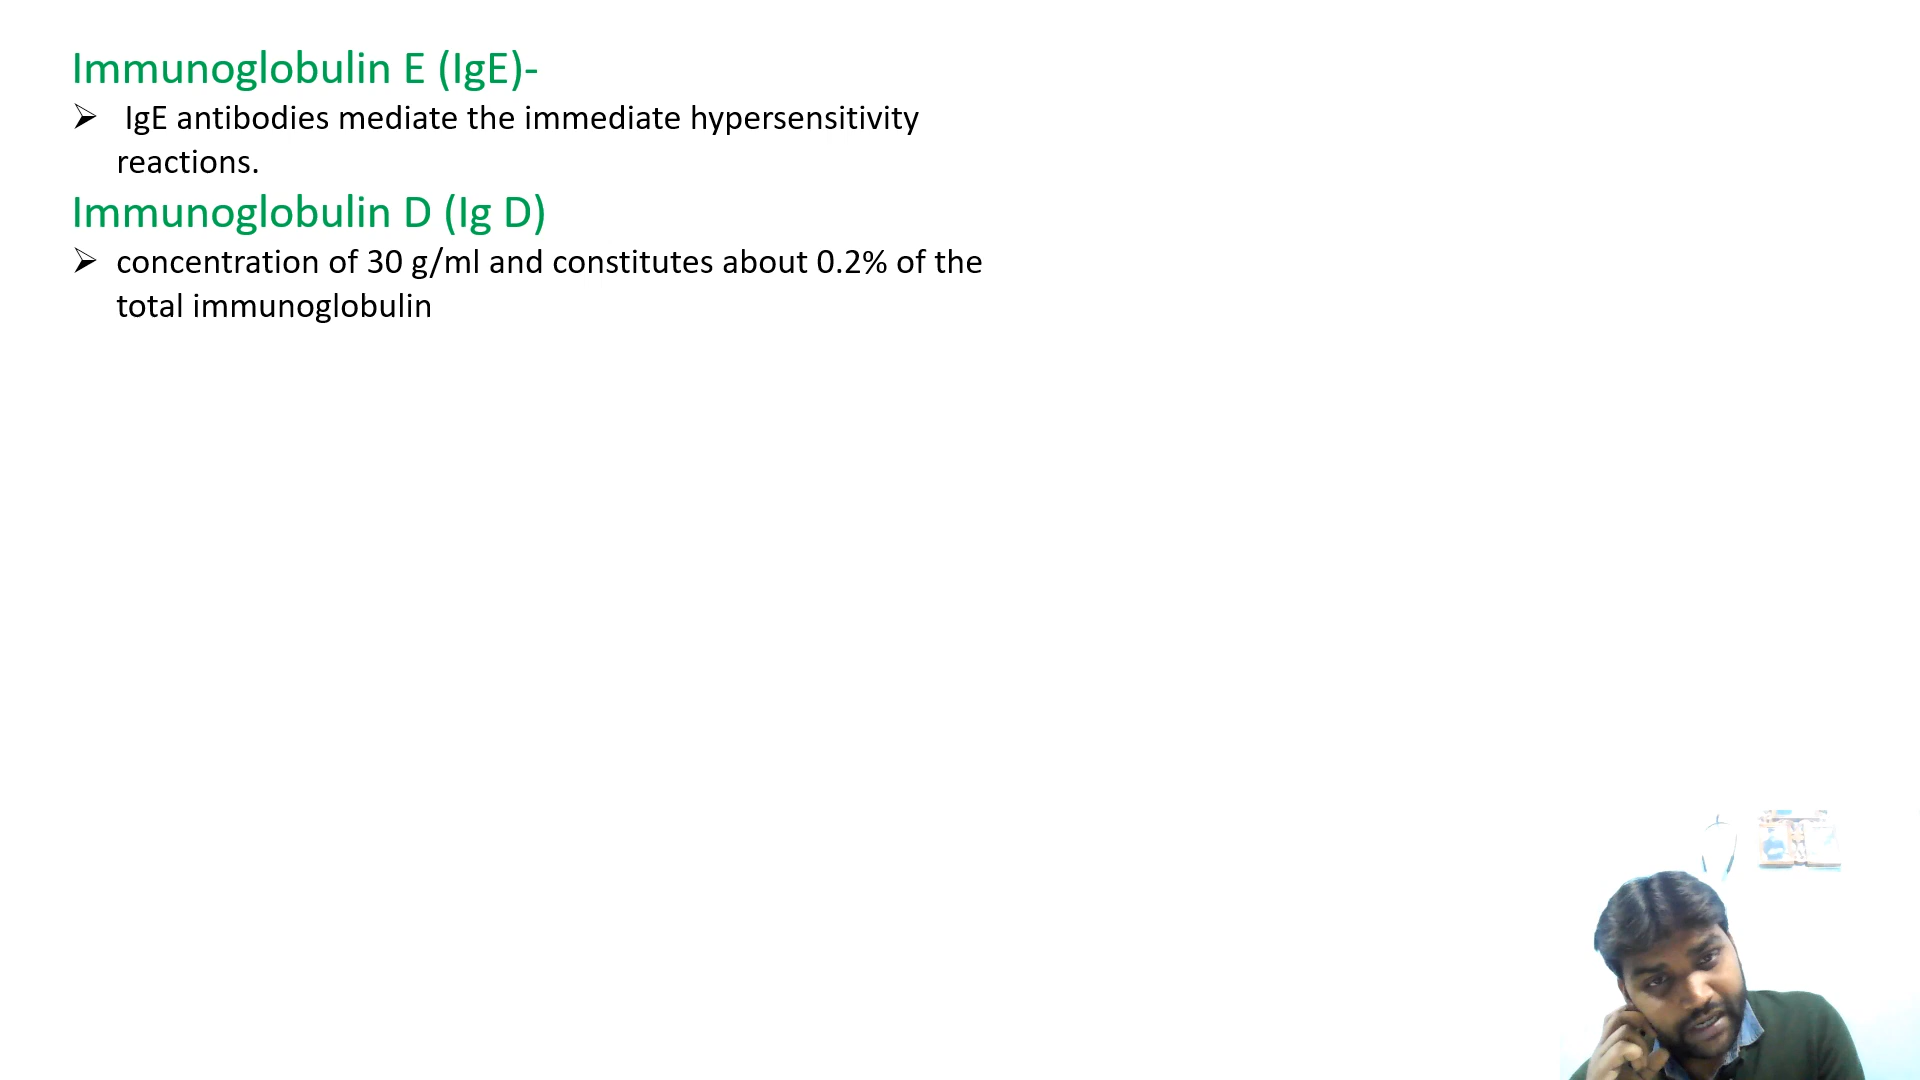 Immunoglobulin E (IgE)-
➢ IgE antibodies mediate the immediate hypersensitivity
reactions.
Immunoglobulin D (Ig D)
➢ concentration of 30 g/ml and constitutes about 0.2% of the
total immunoglobulin